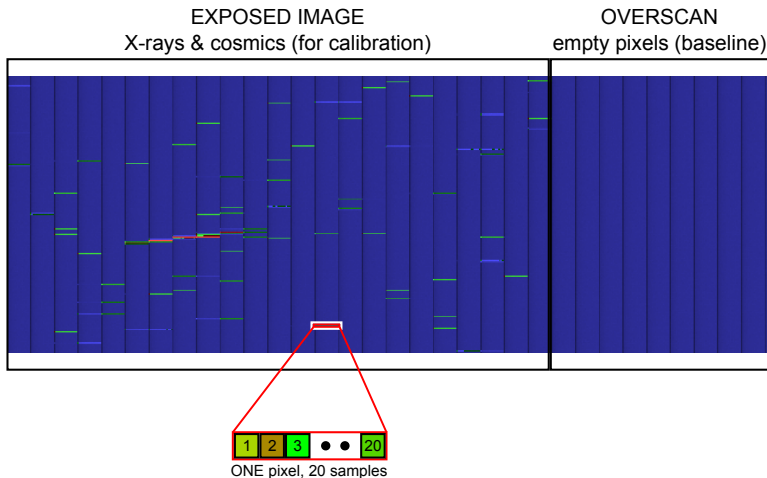 EXPOSED IMAGE
X-rays & cosmics (for calibration)
OVERSCAN
empty pixels (baseline)
1 2 3 • • 20
ONE pixel, 20 samples